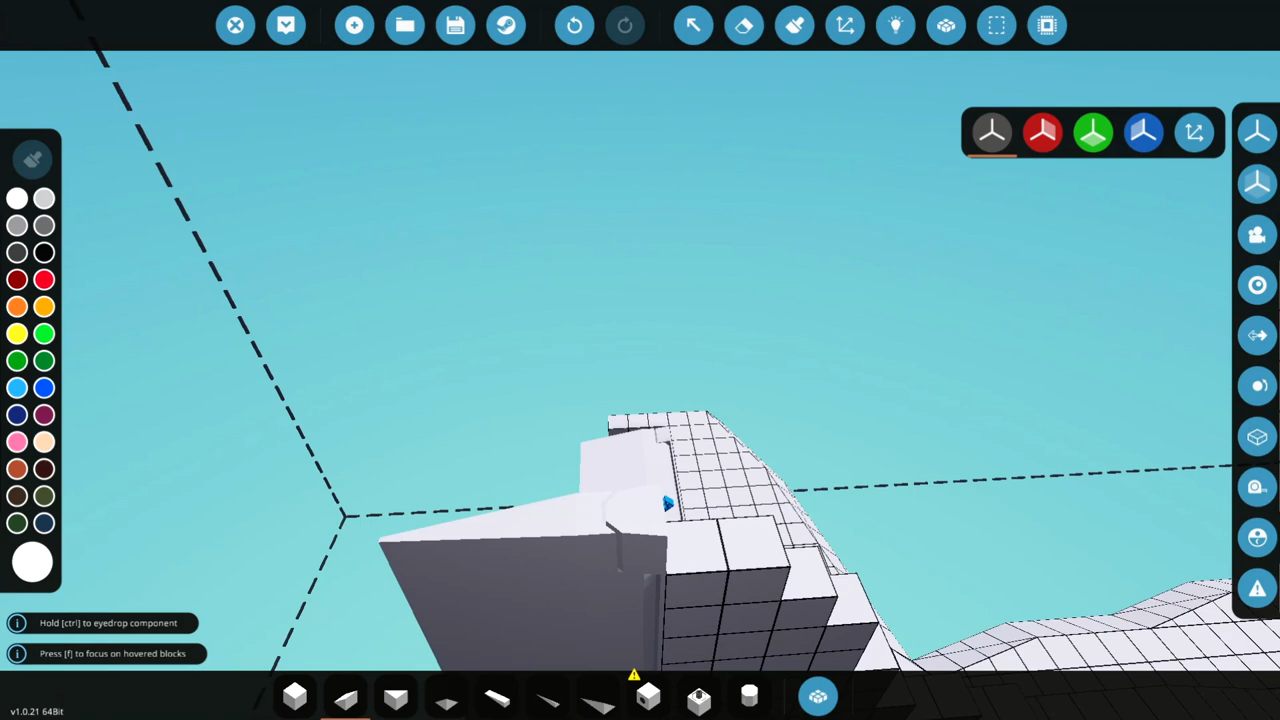 Hold [ctrl] to eyedrop component
Press [f] to focus on hovered blocks
v1.0.21 64Bit